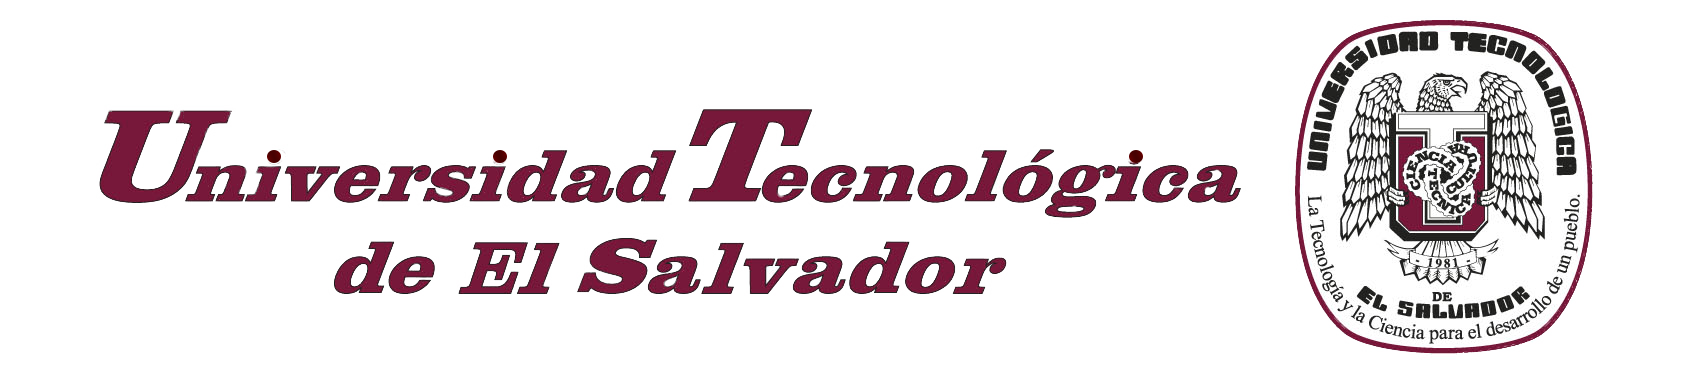 Universidad Tecnológica
de El Salvador
UNIVERSIDAD TECNOLOGICA
CIENCIA
TECNICA
1981
DE
EL SALVADOR
La Tecnología y la Ciencia para el desarrollo de un pueblo.